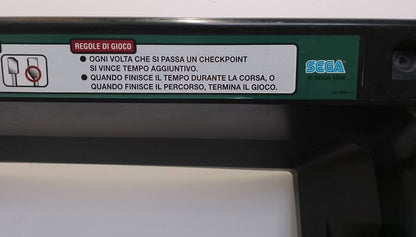 REGOLE DI GIOCO
● OGNI VOLTA CHE SI PASSA UN CHECKPOINT
SI VINCE TEMPO AGGIUNTIVO.
● QUANDO FINISCE IL TEMPO DURANTE LA CORSA, O
QUANDO FINISCE IL PERCORSO, TERMINA IL GIOCO.
SEGA